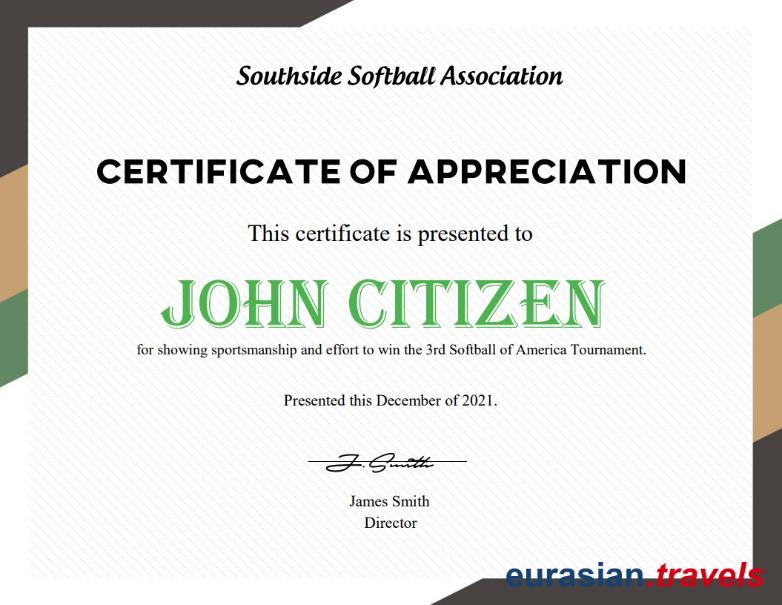 Southside Softball Association
CERTIFICATE OF APPRECIATION
This certificate is presented to
JOHN CITIZEN
for showing sportsmanship and effort to win the 3rd Softball of America Tournament.
Presented this December of 2021.
J. Smith
James Smith
Director
eurasian.travels